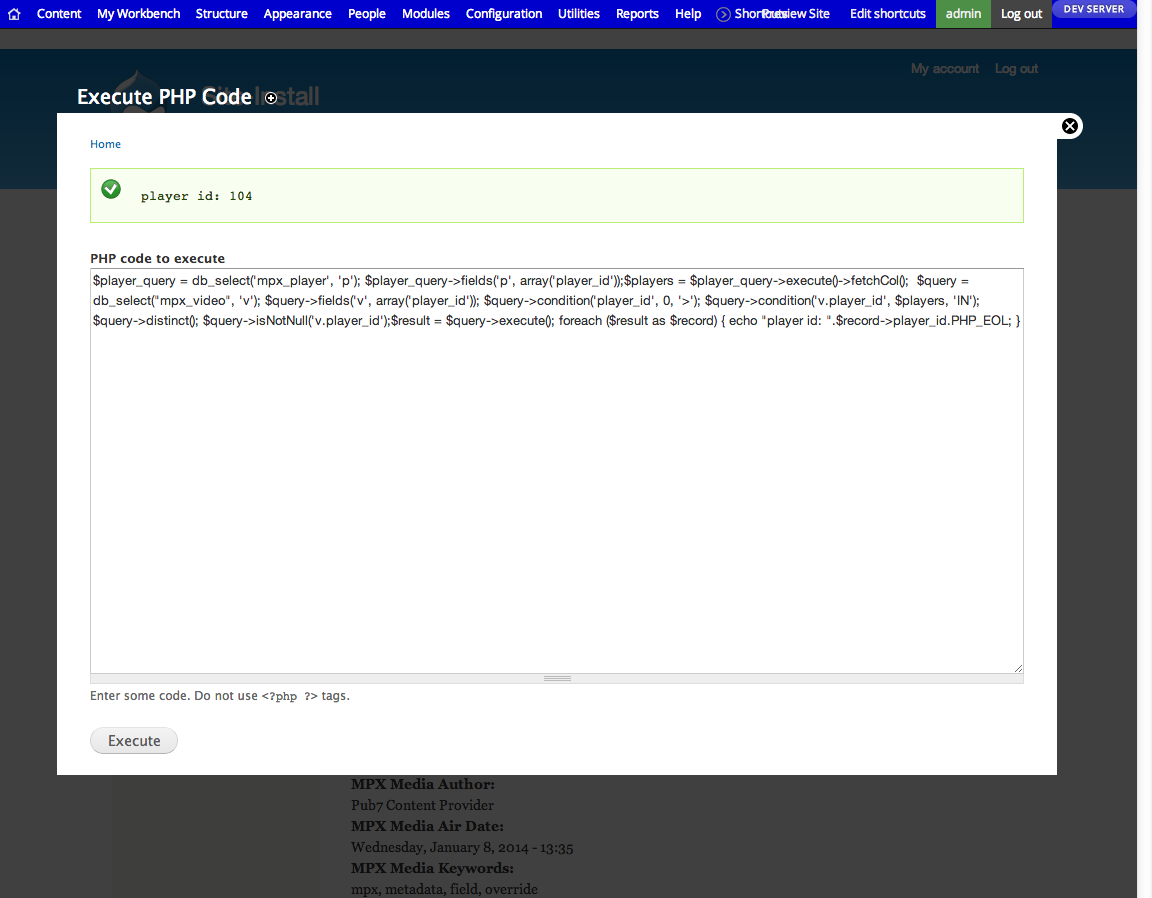 Content My Workbench Structure Appearance People Modules Configuration Utilities Reports Help Shortcuts Preview Site Edit shortcuts admin Log out DEV SERVER
My account Log out
Execute PHP Code Site-Install
Home
player id: 104
PHP code to execute
$player_query = db_select('mpx_player', 'p'); $player_query->fields('p', array('player_id'));$players = $player_query->execute()->fetchCol();  $query =
db_select("mpx_video", 'v'); $query->fields('v', array('player_id')); $query->condition('player_id', 0, '>'); $query->condition('v.player_id', $players, 'IN');
$query->distinct(); $query->isNotNull('v.player_id');$result = $query->execute(); foreach ($result as $record) { echo "player id: ".$record->player_id.PHP_EOL; }
Enter some code. Do not use <?php ?> tags.
Execute
MPX Media Author:
Pub7 Content Provider
MPX Media Air Date:
Wednesday, January 8, 2014 - 13:35
MPX Media Keywords:
mpx, metadata, field, override